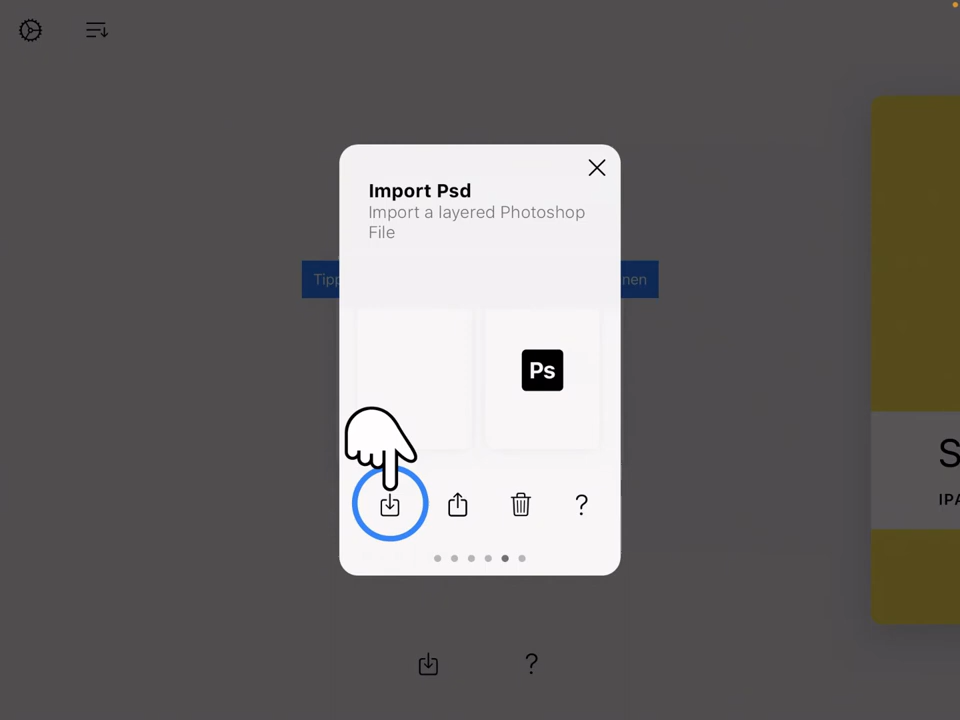 Import Psd
Import a layered Photoshop
File
Tipp
nen
Ps
S
IPA
?
?